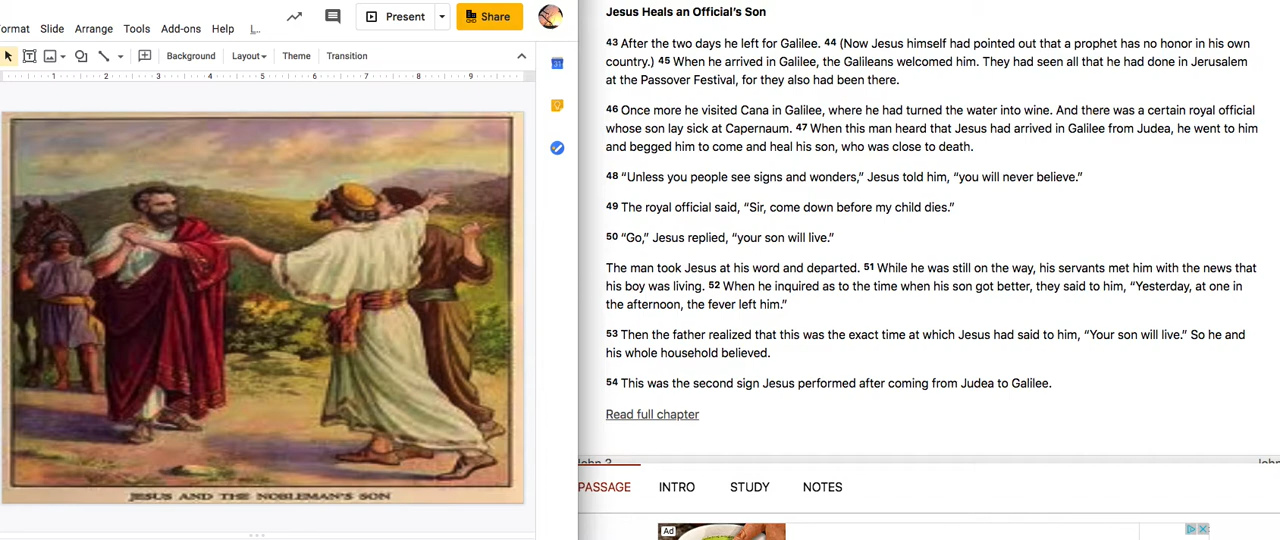 ormat Slide Arrange Tools Add-ons Help
Present Share
Background Layout Theme Transition
1 2 3 4 5 6 7 8 9
JESUS AND THE NOBLEMAN'S SON
Jesus Heals an Official’s Son
43 After the two days he left for Galilee. 44 (Now Jesus himself had pointed out that a prophet has no honor in his own
country.) 45 When he arrived in Galilee, the Galileans welcomed him. They had seen all that he had done in Jerusalem
at the Passover Festival, for they also had been there.
46 Once more he visited Cana in Galilee, where he had turned the water into wine. And there was a certain royal official
whose son lay sick at Capernaum. 47 When this man heard that Jesus had arrived in Galilee from Judea, he went to him
and begged him to come and heal his son, who was close to death.
48 “Unless you people see signs and wonders,” Jesus told him, “you will never believe.”
49 The royal official said, “Sir, come down before my child dies.”
50 “Go,” Jesus replied, “your son will live.”
The man took Jesus at his word and departed. 51 While he was still on the way, his servants met him with the news that
his boy was living. 52 When he inquired as to the time when his son got better, they said to him, “Yesterday, at one in
the afternoon, the fever left him.”
53 Then the father realized that this was the exact time at which Jesus had said to him, “Your son will live.” So he and
his whole household believed.
54 This was the second sign Jesus performed after coming from Judea to Galilee.
Read full chapter
PASSAGE INTRO STUDY NOTES
Ad